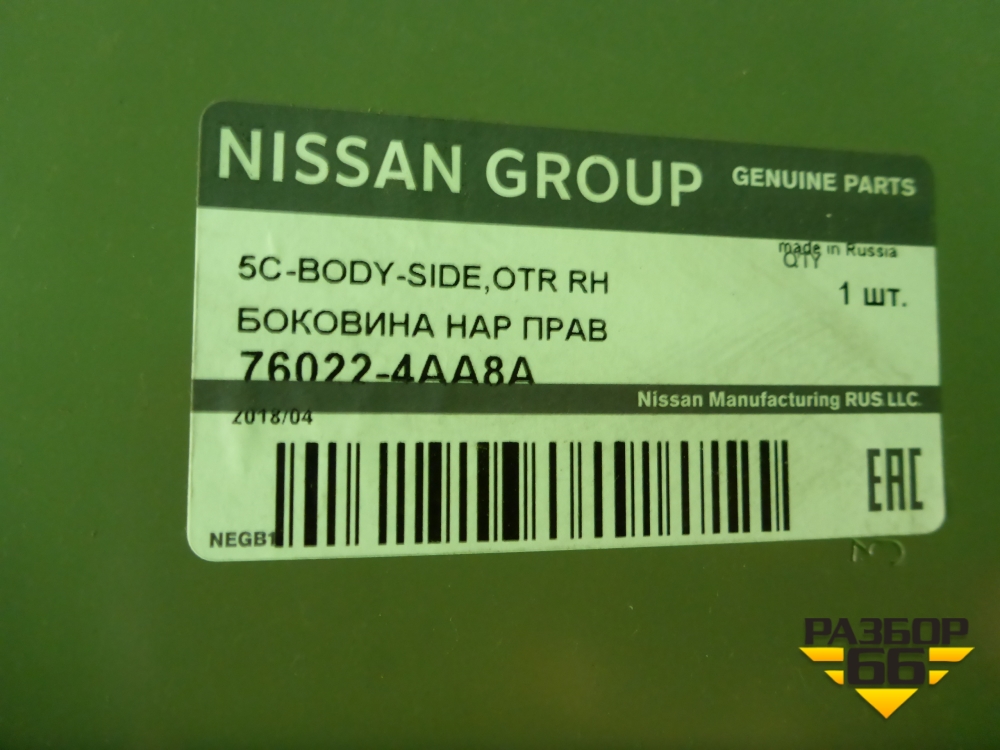 NISSAN GROUP GENUINE PARTS
made in Russia
QTY
5C-BODY-SIDE,OTR RH
1 шт.
БОКОВИНА НАР ПРАВ
76022-4AA8A
Nissan Manufacturing RUS LLC.
2018/04
EAC
NEGB1
3
РАЗБОР
66